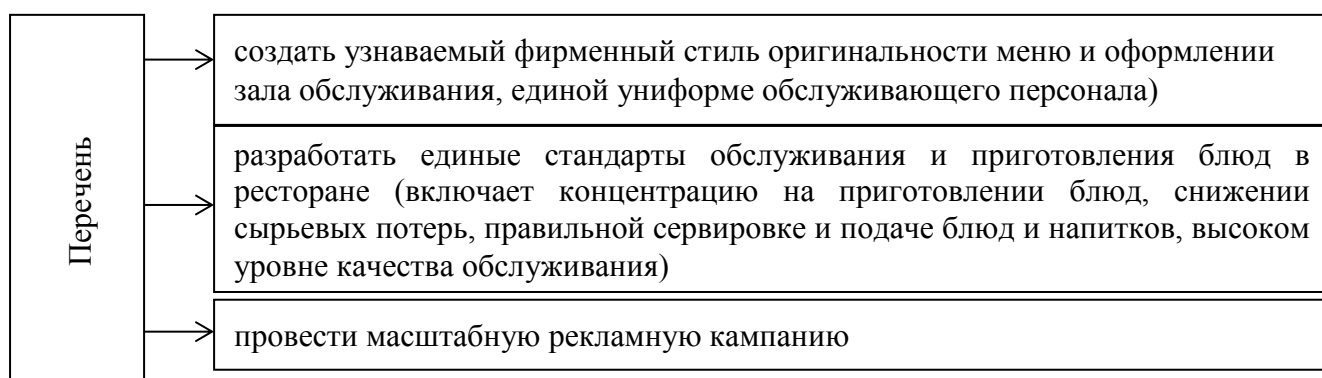 Перечень
создать узнаваемый фирменный стиль оригинальности меню и оформлении
зала обслуживания, единой униформе обслуживающего персонала)
разработать единые стандарты обслуживания и приготовления блюд в
ресторане (включает концентрацию на приготовлении блюд, снижении
сырьевых потерь, правильной сервировке и подаче блюд и напитков, высоком
уровне качества обслуживания)
провести масштабную рекламную кампанию